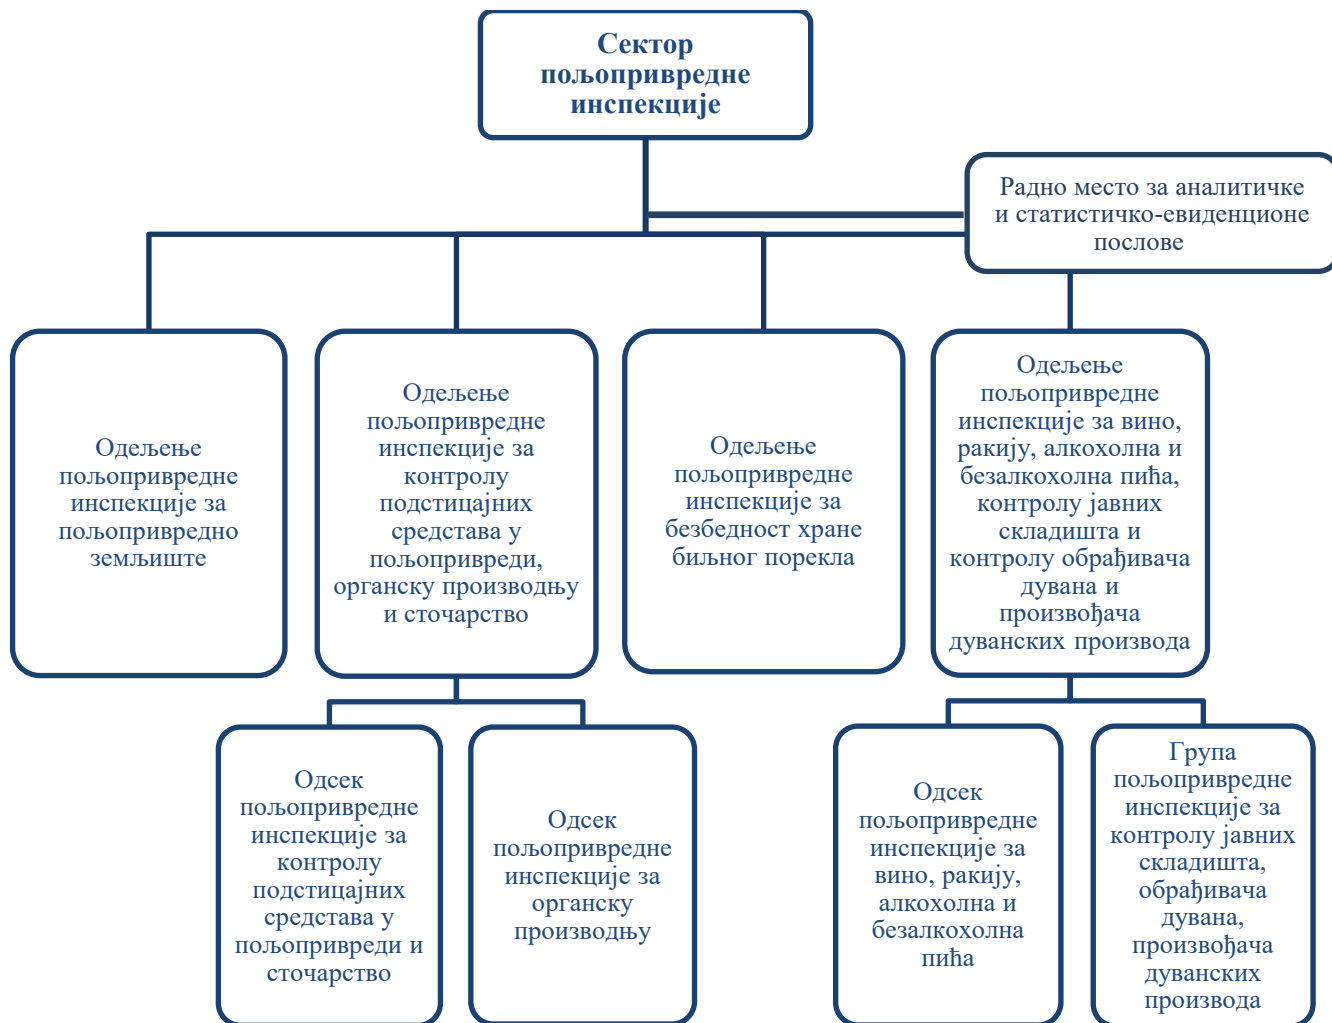 Сектор
пољопривредне
инспекције
Радно место за аналитичке
и статистичко-евиденционе
послове
Одељење
пољопривредне
инспекције за
пољопривредно
земљиште
Одељење
пољопривредне
инспекције за
контролу
подстицајних
средстава у
пољопривреди,
органску производњу
и сточарство
Одељење
пољопривредне
инспекције за
безбедност хране
биљног порекла
Одељење
пољопривредне
инспекције за вино,
ракију, алкохолна и
безалкохолна пића,
контролу јавних
складишта и
контролу обрађивача
дувана и
произвођача
дуванских производа
Одсек
пољопривредне
инспекције за
контролу
подстицајних
средстава у
пољопривреди и
сточарство
Одсек
пољопривредне
инспекције за
органску
производњу
Одсек
пољопривредне
инспекције за
вино, ракију,
алкохолна и
безалкохолна
пића
Група
пољопривредне
инспекције за
контролу јавних
складишта,
обрађивача
дувана,
произвођача
дуванских
производа